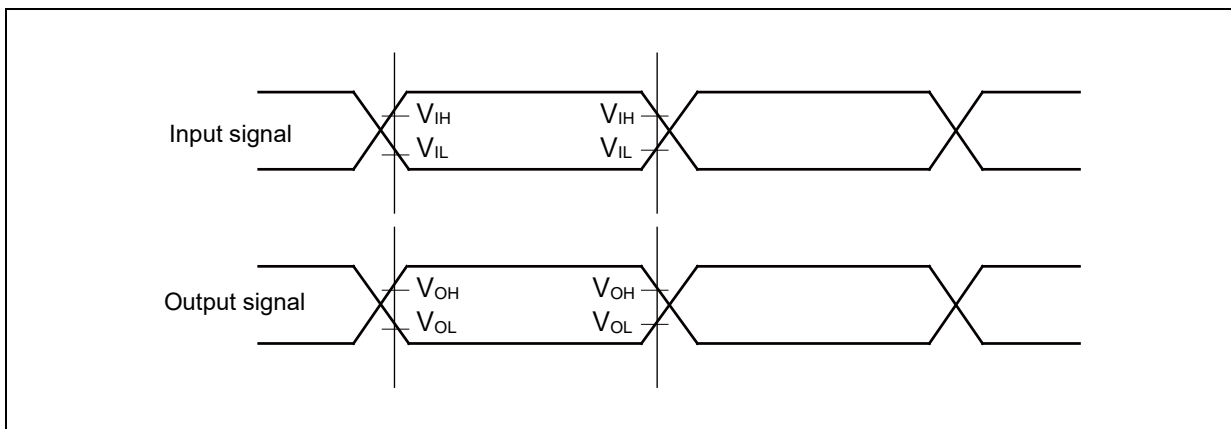 VIH VIH
Input signal
VIL VIL
VOH VOH
Output signal
VOL VOL